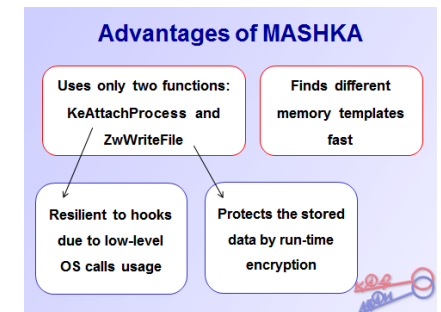 Advantages of MASHKA
Uses only two functions:
KeAttachProcess and
ZwWriteFile
Finds different
memory templates
fast
Resilient to hooks
due to low-level
OS calls usage
Protects the stored
data by run-time
encryption